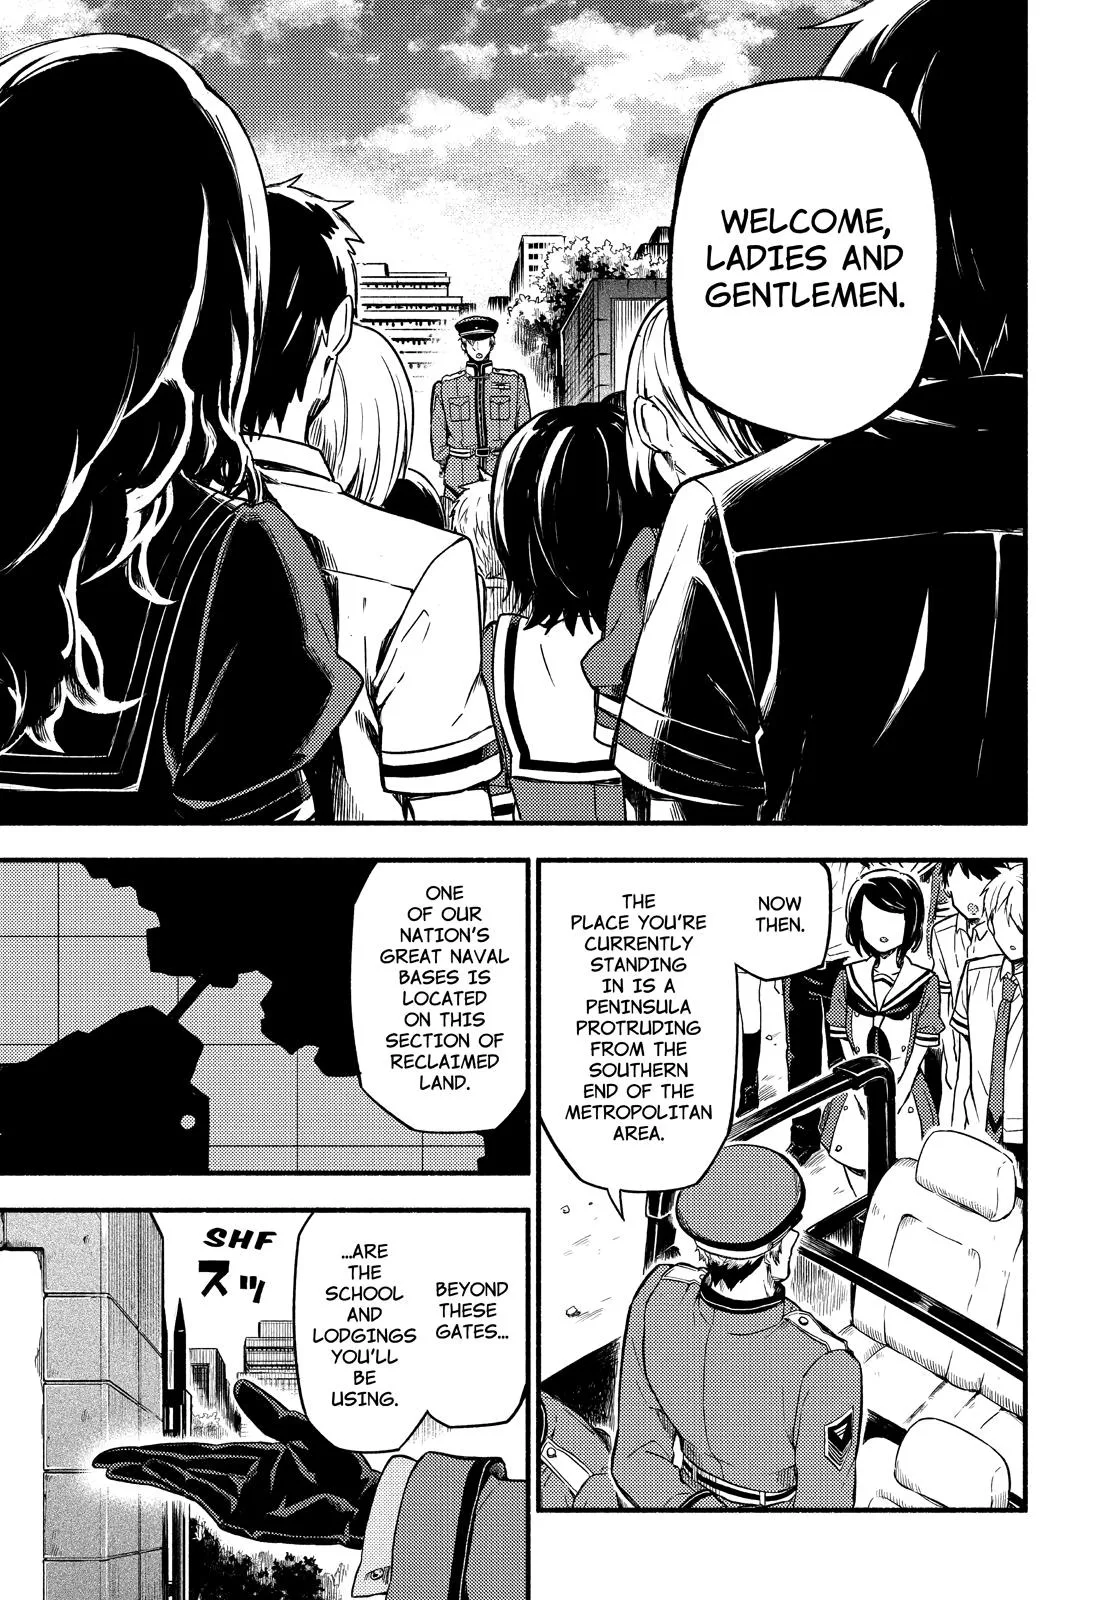 WELCOME,
LADIES AND
GENTLEMEN.
NOW
THEN.
THE
PLACE YOU'RE
CURRENTLY
STANDING
IN IS A
PENINSULA
PROTRUDING
FROM THE
SOUTHERN
END OF THE
METROPOLITAN
AREA.
ONE
OF OUR
NATION'S
GREAT NAVAL
BASES IS
LOCATED
ON THIS
SECTION OF
RECLAIMED
LAND.
BEYOND
THESE
GATES...
...ARE
THE
SCHOOL
AND
LODGINGS
YOU'LL
BE
USING.
SHF
スッ